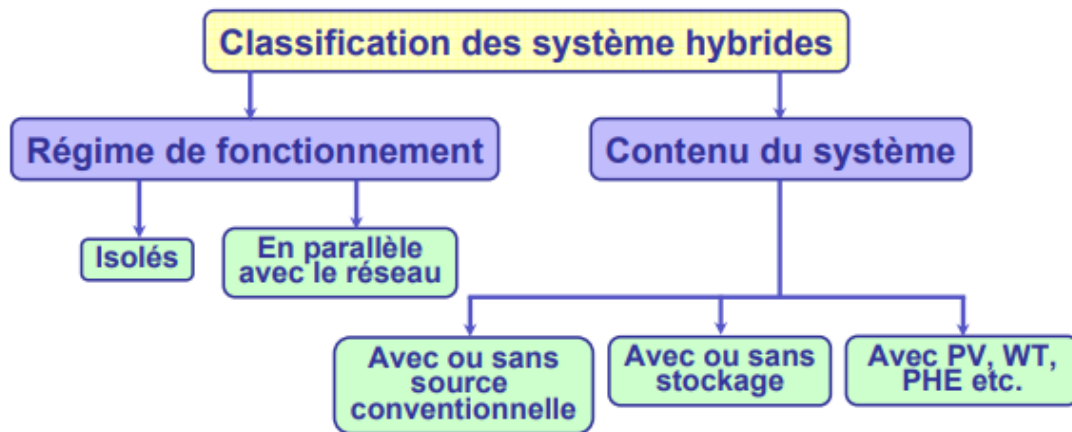 Classification des système hybrides
Régime de fonctionnement
Contenu du système
Isolés
En parallèle
avec le réseau
Avec ou sans
source
conventionnelle
Avec ou sans
stockage
Avec PV, WT,
PHE etc.